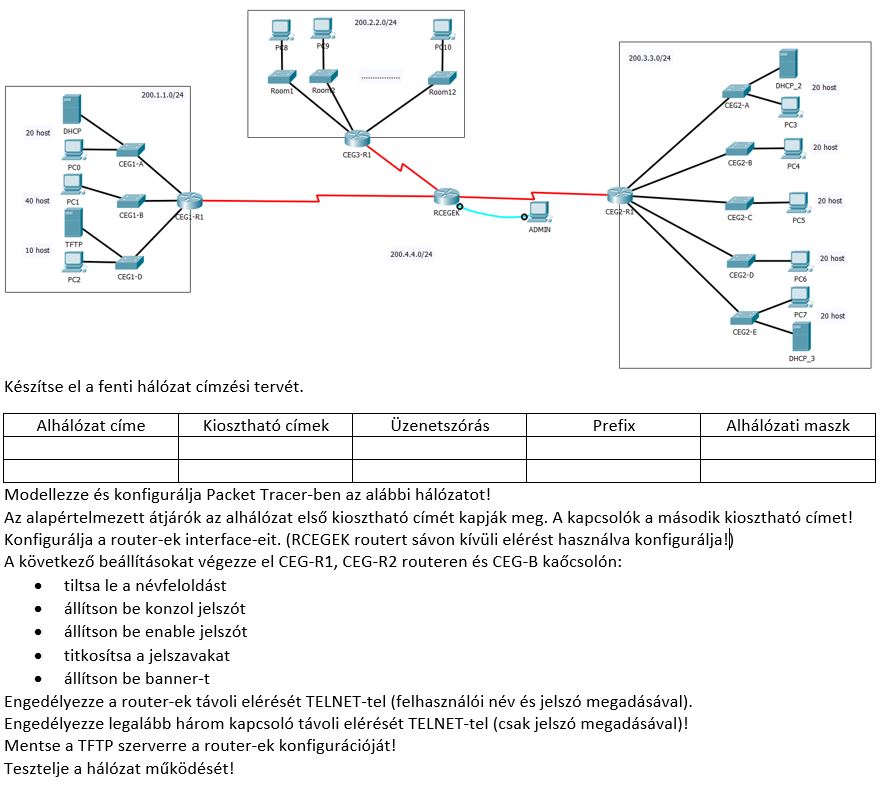 200.2.2.0/24
PC8
PC9
PC10
Room1
Room2
..................
Room12
CEG3-R1
200.1.1.0/24
20 host
DHCP
PC0
CEG1-A
40 host
PC1
CEG1-B
TFTP
10 host
PC2
CEG1-D
CEG1-R1
RCEGEK
ADMIN
200.4.4.0/24
200.3.3.0/24
DHCP_2
CEG2-A
20 host
PC3
CEG2-B
PC4
20 host
CEG2-R1
CEG2-C
PC5
20 host
CEG2-D
PC6
20 host
PC7
CEG2-E
20 host
DHCP_3
Készítse el a fenti hálózat címzési tervét.
Alhálózat címe Kiosztható címek Üzenetszórás Prefix Alhálózati maszk
Modellezze és konfigurálja Packet Tracer-ben az alábbi hálózatot!
Az alapértelmezett átjárók az alhálózat első kiosztható címét kapják meg. A kapcsolók a második kiosztható címet!
Konfigurálja a router-ek interface-eit. (RCEGEK routert sávon kívüli elérést használva konfigurálja!)
A következő beállításokat végezze el CEG-R1, CEG-R2 routeren és CEG-B kaőcsolón:
• tiltsa le a névfeloldást
• állítson be konzol jelszót
• állítson be enable jelszót
• titkosítsa a jelszavakat
• állítson be banner-t
Engedélyezze a router-ek távoli elérését TELNET-tel (felhasználói név és jelszó megadásával).
Engedélyezze legalább három kapcsoló távoli elérését TELNET-tel (csak jelszó megadásával)!
Mentse a TFTP szerverre a router-ek konfigurációját!
Tesztelje a hálózat működését!